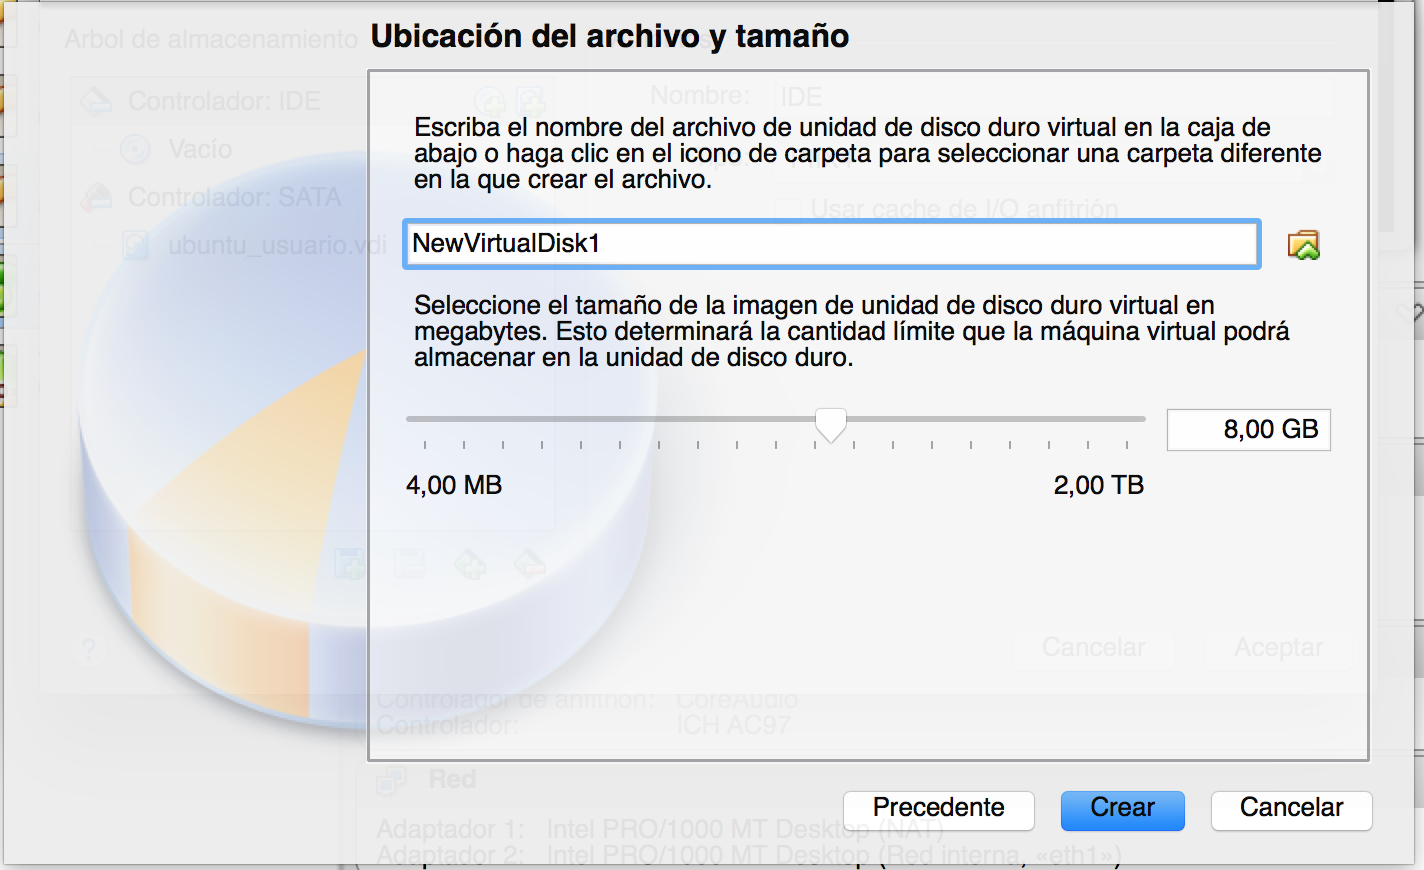 Arbol de almacenamiento
Ubicación del archivo y tamaño
Controlador: IDE
Nombre: IDE
Escriba el nombre del archivo de unidad de disco duro virtual en la caja de
abajo o haga clic en el icono de carpeta para seleccionar una carpeta diferente
en la que crear el archivo.
Vacío
Controlador: SATA
Usar cache de I/O anfitrión
ubuntu_usuario.vdi
NewVirtualDisk1
Seleccione el tamaño de la imagen de unidad de disco duro virtual en
megabytes. Esto determinará la cantidad límite que la máquina virtual podrá
almacenar en la unidad de disco duro.
8,00 GB
4,00 MB
2,00 TB
?
Cancelar
Aceptar
Controlador de anfitrión: CoreAudio
Controlador: ICH AC97
Red
Precedente
Crear
Cancelar
Adaptador 1: Intel PRO/1000 MT Desktop (NAT)
Adaptador 2: Intel PRO/1000 MT Desktop (Red interna, «eth1»)